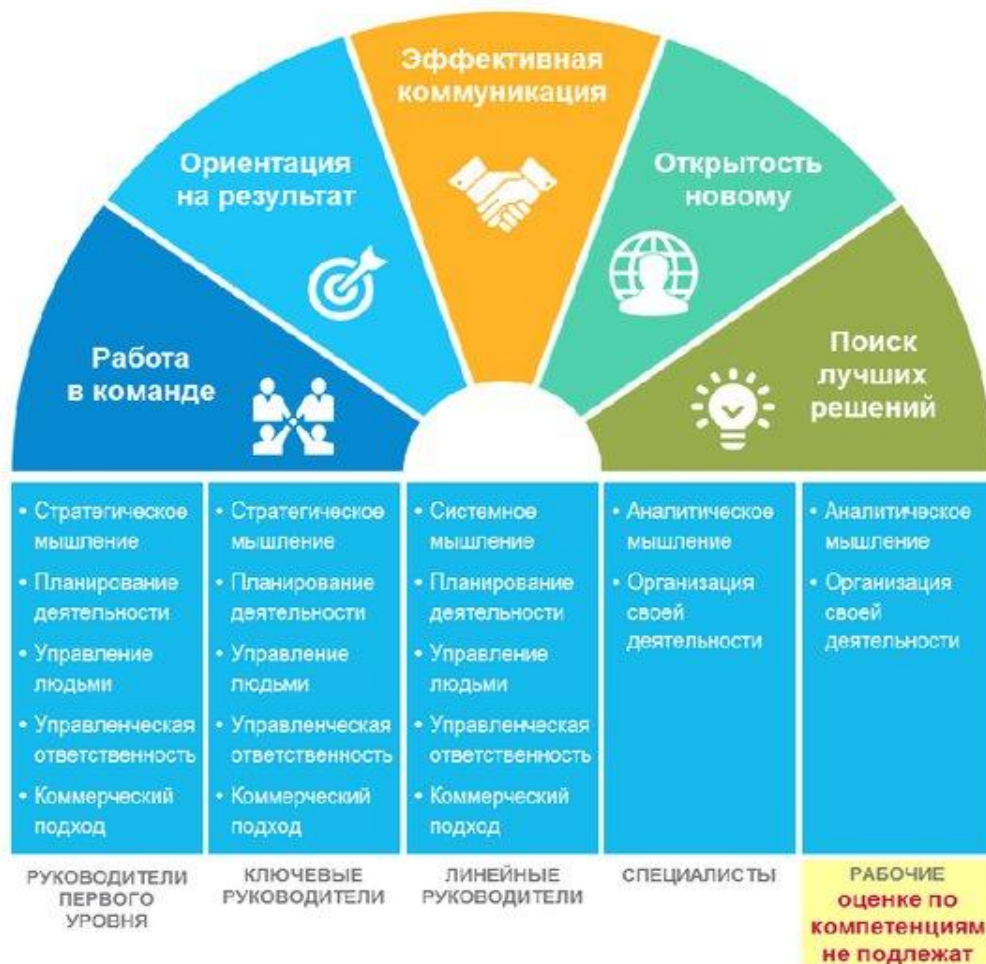 Эффективная
коммуникация
Ориентация
на результат
Открытость
новому
Работа
в команде
Поиск
лучших
решений
• Стратегическое
мышление
• Планирование
деятельности
• Управление
людьми
• Управленческая
ответственность
• Коммерческий
подход
• Стратегическое
мышление
• Планирование
деятельности
• Управление
людьми
• Управленческая
ответственность
• Коммерческий
подход
• Системное
мышление
• Планирование
деятельности
• Управление
людьми
• Управленческая
ответственность
• Коммерческий
подход
• Аналитическое
мышление
• Организация
своей
деятельности
• Аналитическое
мышление
• Организация
своей
деятельности
РУКОВОДИТЕЛИ
ПЕРВОГО
УРОВНЯ
КЛЮЧЕВЫЕ
РУКОВОДИТЕЛИ
ЛИНЕЙНЫЕ
РУКОВОДИТЕЛИ
СПЕЦИАЛИСТЫ
РАБОЧИЕ
оценке по
компетенциям
не подлежат